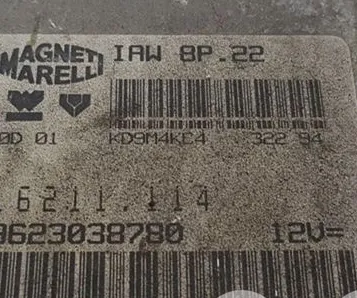 MAGNETI MARELLI
IAW 8P.22
0D 01 KD9M4KE4 322 94
6211.114
9623038780 12V=